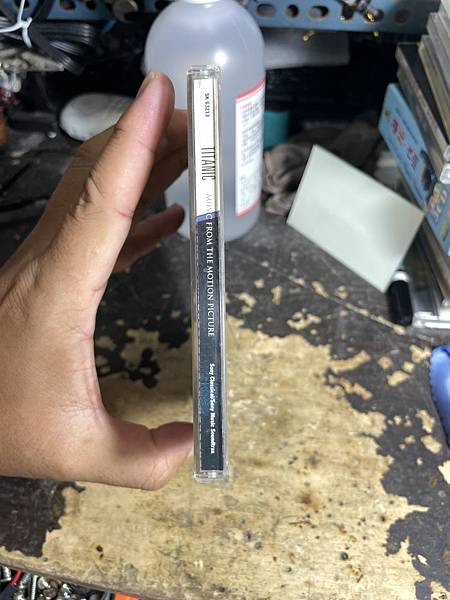 SK 63213
TITANIC
MUSIC FROM THE MOTION PICTURE
Sony Classical/Sony Music Soundtrax